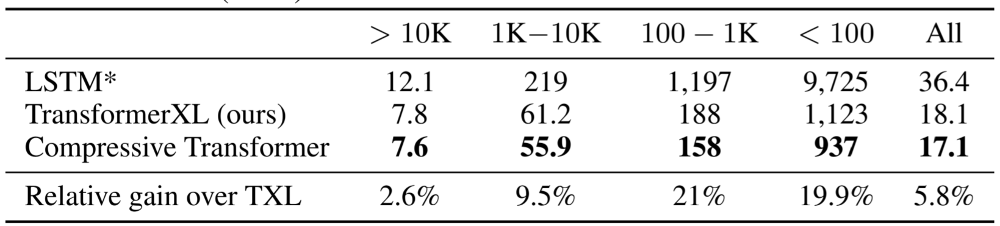 > 10K 1K−10K 100 − 1K < 100 All
LSTM* 12.1 219 1,197 9,725 36.4
TransformerXL (ours) 7.8 61.2 188 1,123 18.1
Compressive Transformer 7.6 55.9 158 937 17.1
Relative gain over TXL 2.6% 9.5% 21% 19.9% 5.8%